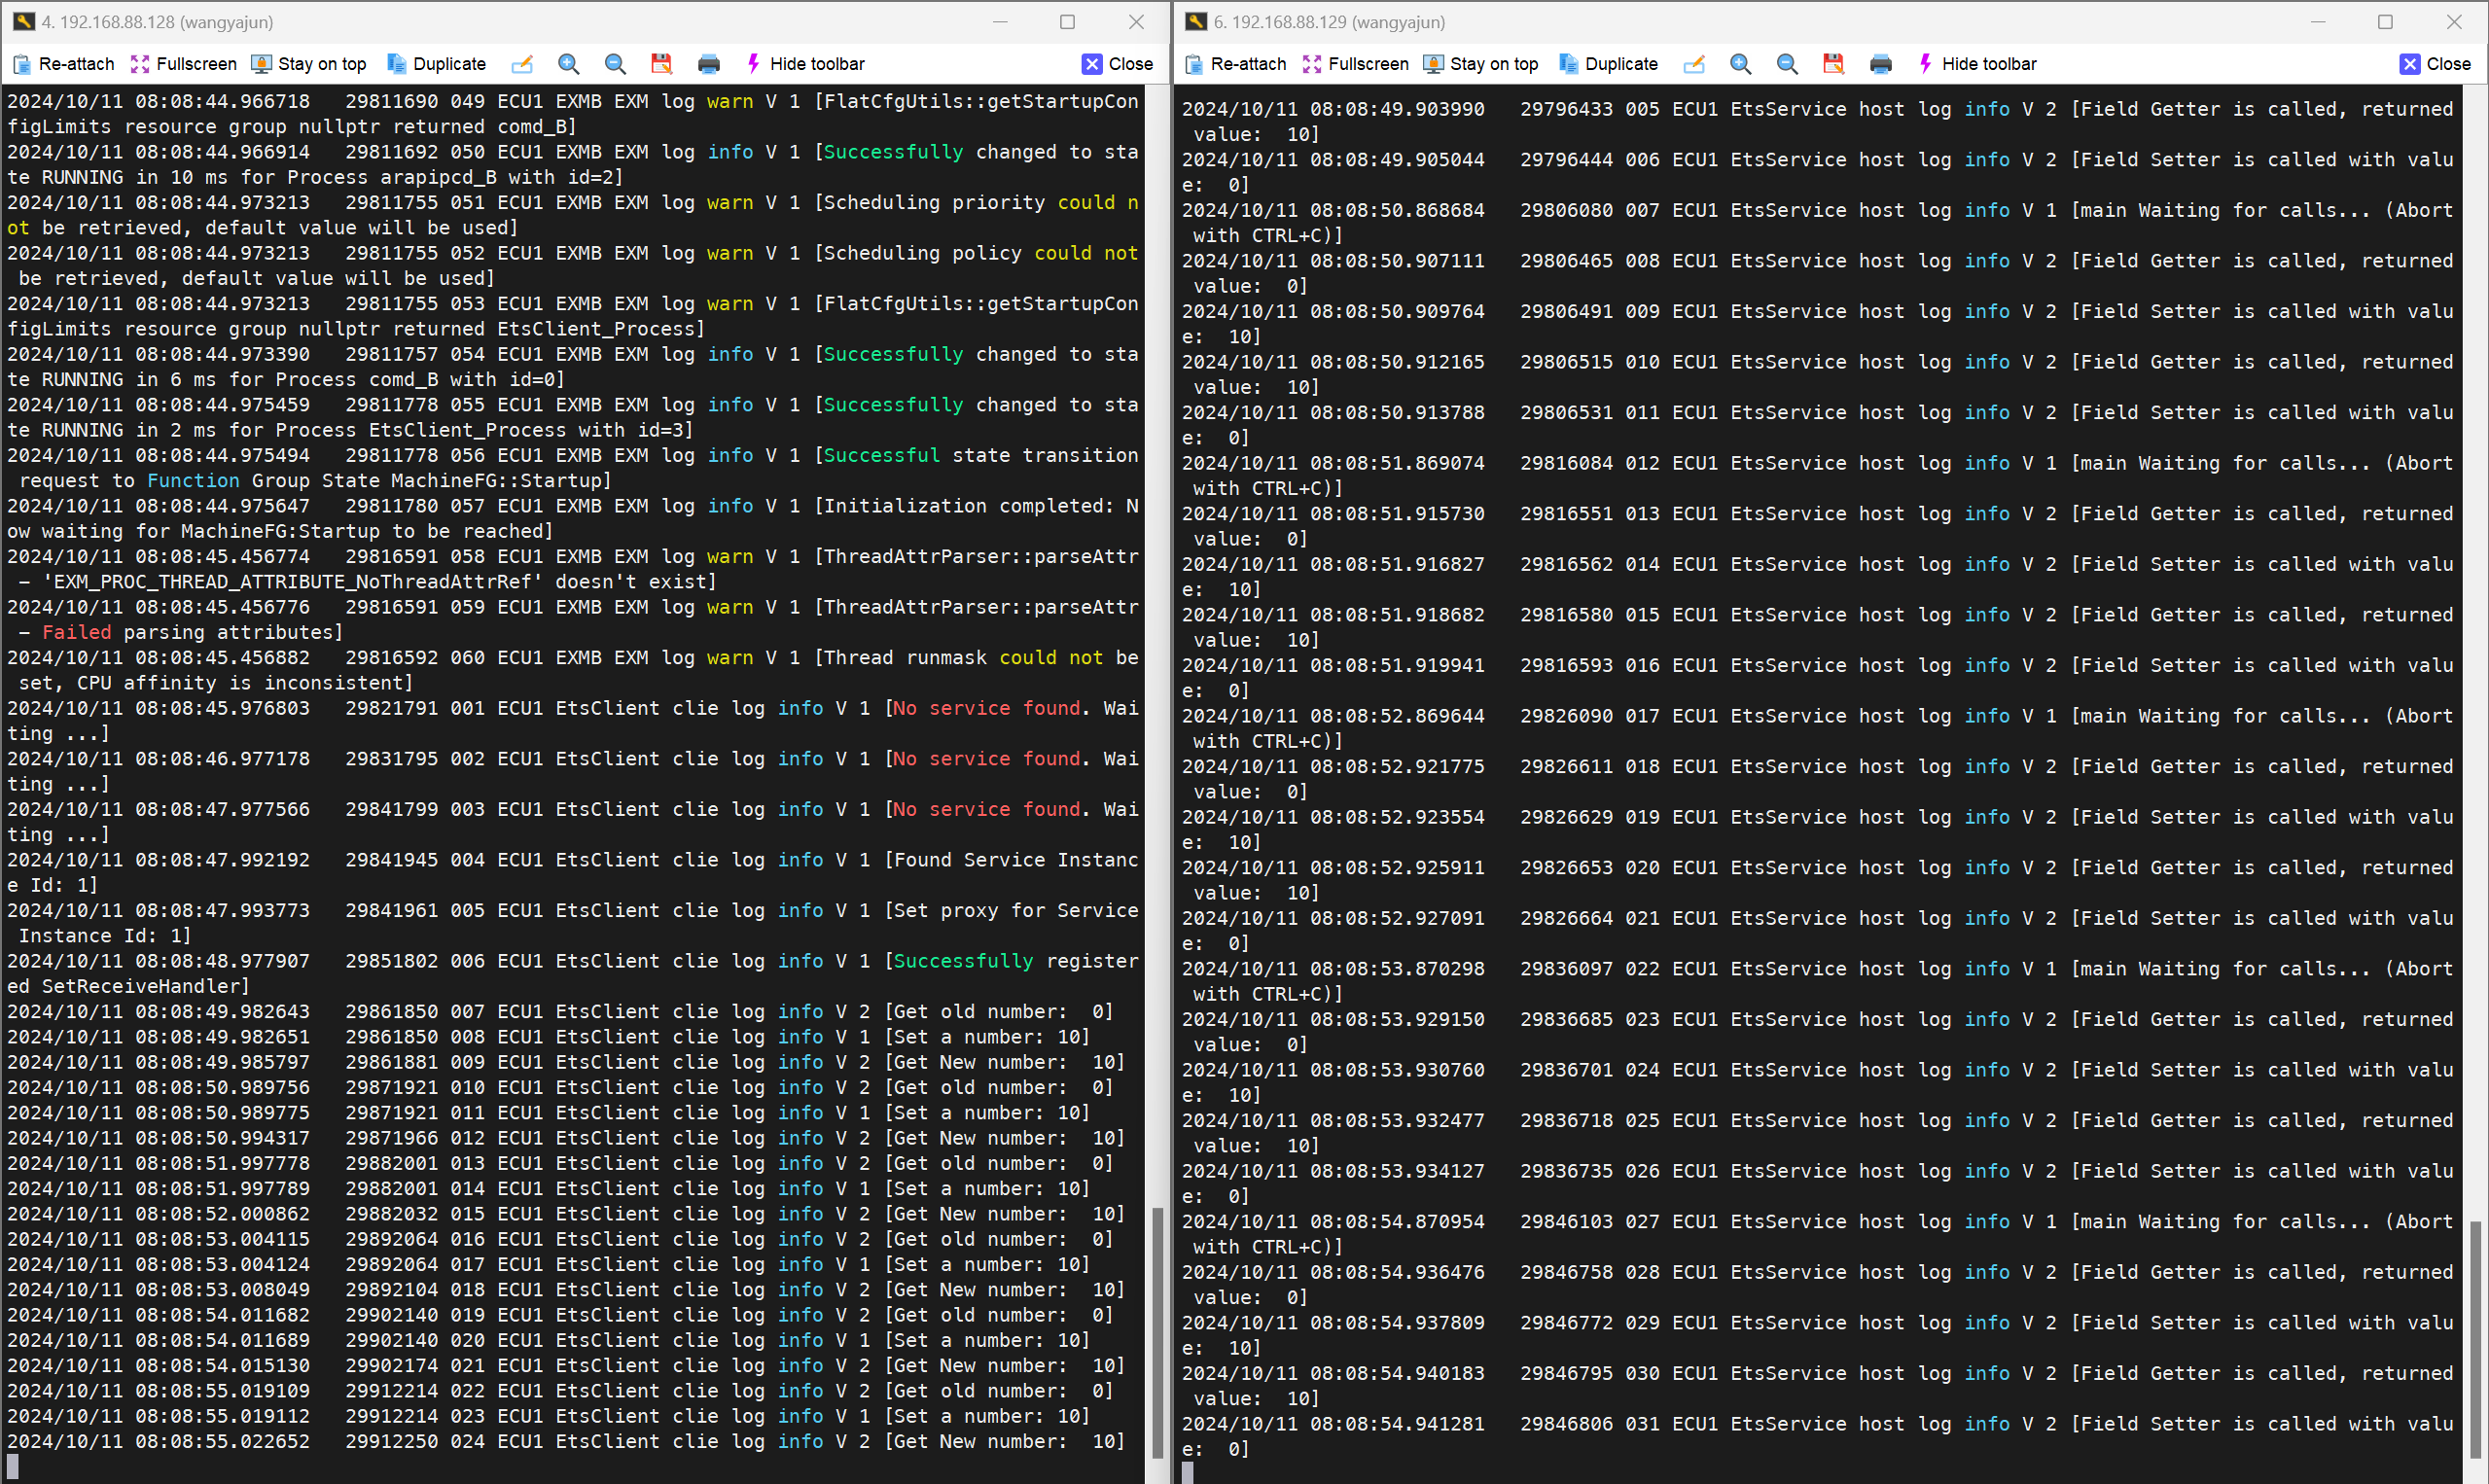 4. 192.168.88.128 (wangyajun)
Re-attach Fullscreen Stay on top Duplicate Hide toolbar Close
2024/10/11 08:08:44.966718   29811690 049 ECU1 EXMB EXM log warn V 1 [FlatCfgUtils::getStartupCon
figLimits resource group nullptr returned comd_B]
2024/10/11 08:08:44.966914   29811692 050 ECU1 EXMB EXM log info V 1 [Successfully changed to sta
te RUNNING in 10 ms for Process arapipcd_B with id=2]
2024/10/11 08:08:44.973213   29811755 051 ECU1 EXMB EXM log warn V 1 [Scheduling priority could n
ot be retrieved, default value will be used]
2024/10/11 08:08:44.973213   29811755 052 ECU1 EXMB EXM log warn V 1 [Scheduling policy could not
 be retrieved, default value will be used]
2024/10/11 08:08:44.973213   29811755 053 ECU1 EXMB EXM log warn V 1 [FlatCfgUtils::getStartupCon
figLimits resource group nullptr returned EtsClient_Process]
2024/10/11 08:08:44.973390   29811757 054 ECU1 EXMB EXM log info V 1 [Successfully changed to sta
te RUNNING in 6 ms for Process comd_B with id=0]
2024/10/11 08:08:44.975459   29811778 055 ECU1 EXMB EXM log info V 1 [Successfully changed to sta
te RUNNING in 2 ms for Process EtsClient_Process with id=3]
2024/10/11 08:08:44.975494   29811778 056 ECU1 EXMB EXM log info V 1 [Successful state transition
 request to Function Group State MachineFG::Startup]
2024/10/11 08:08:44.975647   29811780 057 ECU1 EXMB EXM log info V 1 [Initialization completed: N
ow waiting for MachineFG:Startup to be reached]
2024/10/11 08:08:45.456774   29816591 058 ECU1 EXMB EXM log warn V 1 [ThreadAttrParser::parseAttr
 – 'EXM_PROC_THREAD_ATTRIBUTE_NoThreadAttrRef' doesn't exist]
2024/10/11 08:08:45.456776   29816591 059 ECU1 EXMB EXM log warn V 1 [ThreadAttrParser::parseAttr
 – Failed parsing attributes]
2024/10/11 08:08:45.456882   29816592 060 ECU1 EXMB EXM log warn V 1 [Thread runmask could not be
 set, CPU affinity is inconsistent]
2024/10/11 08:08:45.976803   29821791 001 ECU1 EtsClient clie log info V 1 [No service found. Wai
ting ...]
2024/10/11 08:08:46.977178   29831795 002 ECU1 EtsClient clie log info V 1 [No service found. Wai
ting ...]
2024/10/11 08:08:47.977566   29841799 003 ECU1 EtsClient clie log info V 1 [No service found. Wai
ting ...]
2024/10/11 08:08:47.992192   29841945 004 ECU1 EtsClient clie log info V 1 [Found Service Instanc
e Id: 1]
2024/10/11 08:08:47.993773   29841961 005 ECU1 EtsClient clie log info V 1 [Set proxy for Service
 Instance Id: 1]
2024/10/11 08:08:48.977907   29851802 006 ECU1 EtsClient clie log info V 1 [Successfully register
ed SetReceiveHandler]
2024/10/11 08:08:49.982643   29861850 007 ECU1 EtsClient clie log info V 2 [Get old number:  0]
2024/10/11 08:08:49.982651   29861850 008 ECU1 EtsClient clie log info V 1 [Set a number: 10]
2024/10/11 08:08:49.985797   29861881 009 ECU1 EtsClient clie log info V 2 [Get New number:  10]
2024/10/11 08:08:50.989756   29871921 010 ECU1 EtsClient clie log info V 2 [Get old number:  0]
2024/10/11 08:08:50.989775   29871921 011 ECU1 EtsClient clie log info V 1 [Set a number: 10]
2024/10/11 08:08:50.994317   29871966 012 ECU1 EtsClient clie log info V 2 [Get New number:  10]
2024/10/11 08:08:51.997778   29882001 013 ECU1 EtsClient clie log info V 2 [Get old number:  0]
2024/10/11 08:08:51.997789   29882001 014 ECU1 EtsClient clie log info V 1 [Set a number: 10]
2024/10/11 08:08:52.000862   29882032 015 ECU1 EtsClient clie log info V 2 [Get New number:  10]
2024/10/11 08:08:53.004115   29892064 016 ECU1 EtsClient clie log info V 2 [Get old number:  0]
2024/10/11 08:08:53.004124   29892064 017 ECU1 EtsClient clie log info V 1 [Set a number: 10]
2024/10/11 08:08:53.008049   29892104 018 ECU1 EtsClient clie log info V 2 [Get New number:  10]
2024/10/11 08:08:54.011682   29902140 019 ECU1 EtsClient clie log info V 2 [Get old number:  0]
2024/10/11 08:08:54.011689   29902140 020 ECU1 EtsClient clie log info V 1 [Set a number: 10]
2024/10/11 08:08:54.015130   29902174 021 ECU1 EtsClient clie log info V 2 [Get New number:  10]
2024/10/11 08:08:55.019109   29912214 022 ECU1 EtsClient clie log info V 2 [Get old number:  0]
2024/10/11 08:08:55.019112   29912214 023 ECU1 EtsClient clie log info V 1 [Set a number: 10]
2024/10/11 08:08:55.022652   29912250 024 ECU1 EtsClient clie log info V 2 [Get New number:  10]
6. 192.168.88.129 (wangyajun)
Re-attach Fullscreen Stay on top Duplicate Hide toolbar Close
2024/10/11 08:08:49.903990   29796433 005 ECU1 EtsService host log info V 2 [Field Getter is called, returned
 value:  10]
2024/10/11 08:08:49.905044   29796444 006 ECU1 EtsService host log info V 2 [Field Setter is called with valu
e:  0]
2024/10/11 08:08:50.868684   29806080 007 ECU1 EtsService host log info V 1 [main Waiting for calls... (Abort
 with CTRL+C)]
2024/10/11 08:08:50.907111   29806465 008 ECU1 EtsService host log info V 2 [Field Getter is called, returned
 value:  0]
2024/10/11 08:08:50.909764   29806491 009 ECU1 EtsService host log info V 2 [Field Setter is called with valu
e:  10]
2024/10/11 08:08:50.912165   29806515 010 ECU1 EtsService host log info V 2 [Field Getter is called, returned
 value:  10]
2024/10/11 08:08:50.913788   29806531 011 ECU1 EtsService host log info V 2 [Field Setter is called with valu
e:  0]
2024/10/11 08:08:51.869074   29816084 012 ECU1 EtsService host log info V 1 [main Waiting for calls... (Abort
 with CTRL+C)]
2024/10/11 08:08:51.915730   29816551 013 ECU1 EtsService host log info V 2 [Field Getter is called, returned
 value:  0]
2024/10/11 08:08:51.916827   29816562 014 ECU1 EtsService host log info V 2 [Field Setter is called with valu
e:  10]
2024/10/11 08:08:51.918682   29816580 015 ECU1 EtsService host log info V 2 [Field Getter is called, returned
 value:  10]
2024/10/11 08:08:51.919941   29816593 016 ECU1 EtsService host log info V 2 [Field Setter is called with valu
e:  0]
2024/10/11 08:08:52.869644   29826090 017 ECU1 EtsService host log info V 1 [main Waiting for calls... (Abort
 with CTRL+C)]
2024/10/11 08:08:52.921775   29826611 018 ECU1 EtsService host log info V 2 [Field Getter is called, returned
 value:  0]
2024/10/11 08:08:52.923554   29826629 019 ECU1 EtsService host log info V 2 [Field Setter is called with valu
e:  10]
2024/10/11 08:08:52.925911   29826653 020 ECU1 EtsService host log info V 2 [Field Getter is called, returned
 value:  10]
2024/10/11 08:08:52.927091   29826664 021 ECU1 EtsService host log info V 2 [Field Setter is called with valu
e:  0]
2024/10/11 08:08:53.870298   29836097 022 ECU1 EtsService host log info V 1 [main Waiting for calls... (Abort
 with CTRL+C)]
2024/10/11 08:08:53.929150   29836685 023 ECU1 EtsService host log info V 2 [Field Getter is called, returned
 value:  0]
2024/10/11 08:08:53.930760   29836701 024 ECU1 EtsService host log info V 2 [Field Setter is called with valu
e:  10]
2024/10/11 08:08:53.932477   29836718 025 ECU1 EtsService host log info V 2 [Field Getter is called, returned
 value:  10]
2024/10/11 08:08:53.934127   29836735 026 ECU1 EtsService host log info V 2 [Field Setter is called with valu
e:  0]
2024/10/11 08:08:54.870954   29846103 027 ECU1 EtsService host log info V 1 [main Waiting for calls... (Abort
 with CTRL+C)]
2024/10/11 08:08:54.936476   29846758 028 ECU1 EtsService host log info V 2 [Field Getter is called, returned
 value:  0]
2024/10/11 08:08:54.937809   29846772 029 ECU1 EtsService host log info V 2 [Field Setter is called with valu
e:  10]
2024/10/11 08:08:54.940183   29846795 030 ECU1 EtsService host log info V 2 [Field Getter is called, returned
 value:  10]
2024/10/11 08:08:54.941281   29846806 031 ECU1 EtsService host log info V 2 [Field Setter is called with valu
e:  0]